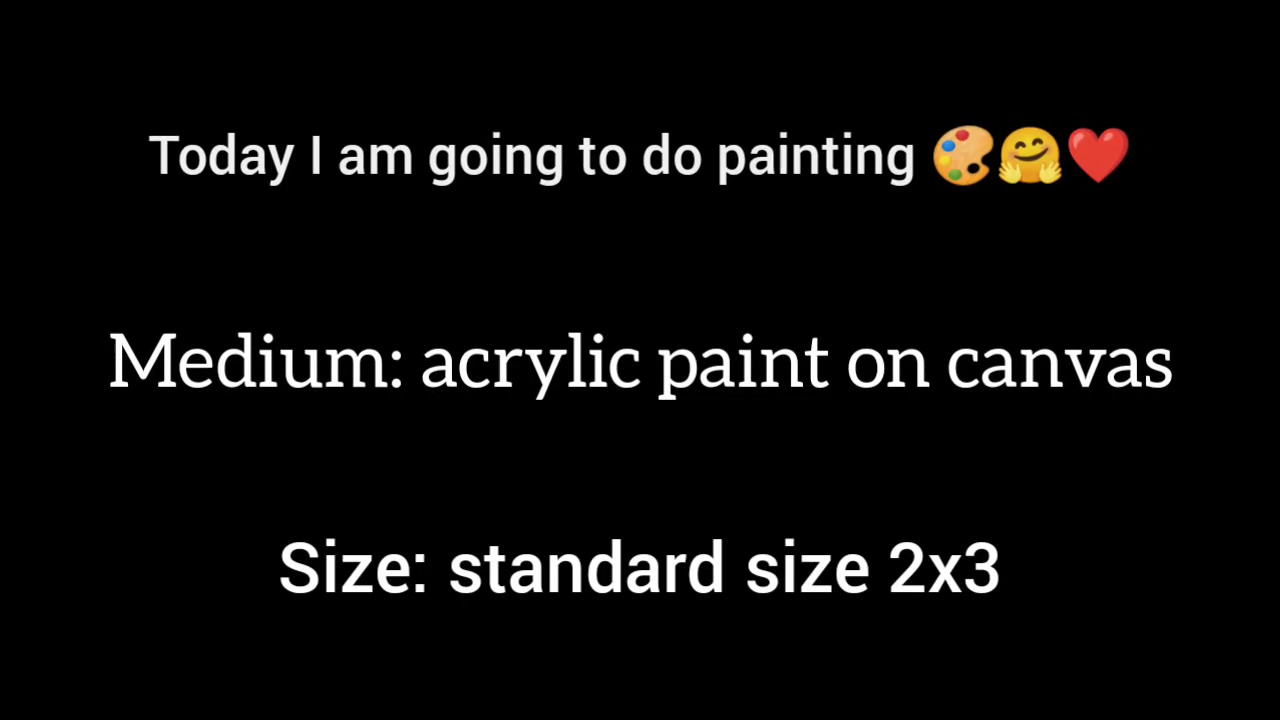 Today I am going to do painting 🎨🤗❤️
Medium: acrylic paint on canvas
Size: standard size 2x3